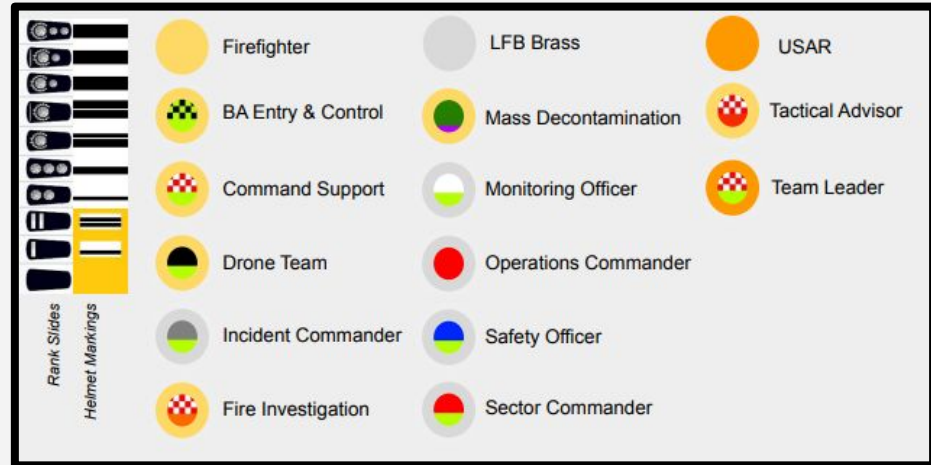 Firefighter
LFB Brass
USAR
BA Entry & Control
Mass Decontamination
Tactical Advisor
Command Support
Monitoring Officer
Team Leader
Drone Team
Operations Commander
Incident Commander
Safety Officer
Fire Investigation
Sector Commander
Rank Slides
Helmet Markings